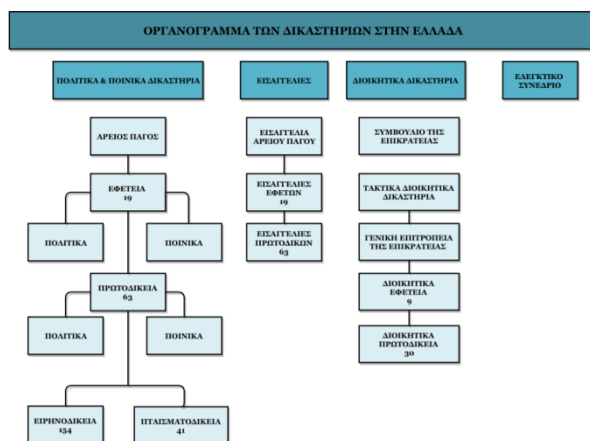 ΟΡΓΑΝΟΓΡΑΜΜΑ ΤΩΝ ΔΙΚΑΣΤΗΡΙΩΝ ΣΤΗΝ ΕΛΛΑΔΑ
ΠΟΛΙΤΙΚΑ & ΠΟΙΝΙΚΑ ΔΙΚΑΣΤΗΡΙΑ
ΑΡΕΙΟΣ ΠΑΓΟΣ
ΕΦΕΤΕΙΑ
19
ΠΟΛΙΤΙΚΑ
ΠΟΙΝΙΚΑ
ΠΡΩΤΟΔΙΚΕΙΑ
63
ΠΟΛΙΤΙΚΑ
ΠΟΙΝΙΚΑ
ΕΙΡΗΝΟΔΙΚΕΙΑ
154
ΠΤΑΙΣΜΑΤΟΔΙΚΕΙΑ
41
ΕΙΣΑΓΓΕΛΙΕΣ
ΕΙΣΑΓΓΕΛΙΑ
ΑΡΕΙΟΥ ΠΑΓΟΥ
ΕΙΣΑΓΓΕΛΙΕΣ
ΕΦΕΤΩΝ
19
ΕΙΣΑΓΓΕΛΙΕΣ
ΠΡΩΤΟΔΙΚΩΝ
63
ΔΙΟΙΚΗΤΙΚΑ ΔΙΚΑΣΤΗΡΙΑ
ΣΥΜΒΟΥΛΙΟ ΤΗΣ
ΕΠΙΚΡΑΤΕΙΑΣ
ΤΑΚΤΙΚΑ ΔΙΟΙΚΗΤΙΚΑ
ΔΙΚΑΣΤΗΡΙΑ
ΓΕΝΙΚΗ ΕΠΙΤΡΟΠΕΙΑ
ΤΗΣ ΕΠΙΚΡΑΤΕΙΑΣ
ΔΙΟΙΚΗΤΙΚΑ
ΕΦΕΤΕΙΑ
9
ΔΙΟΙΚΗΤΙΚΑ
ΠΡΩΤΟΔΙΚΕΙΑ
30
ΕΛΕΓΚΤΙΚΟ
ΣΥΝΕΔΡΙΟ